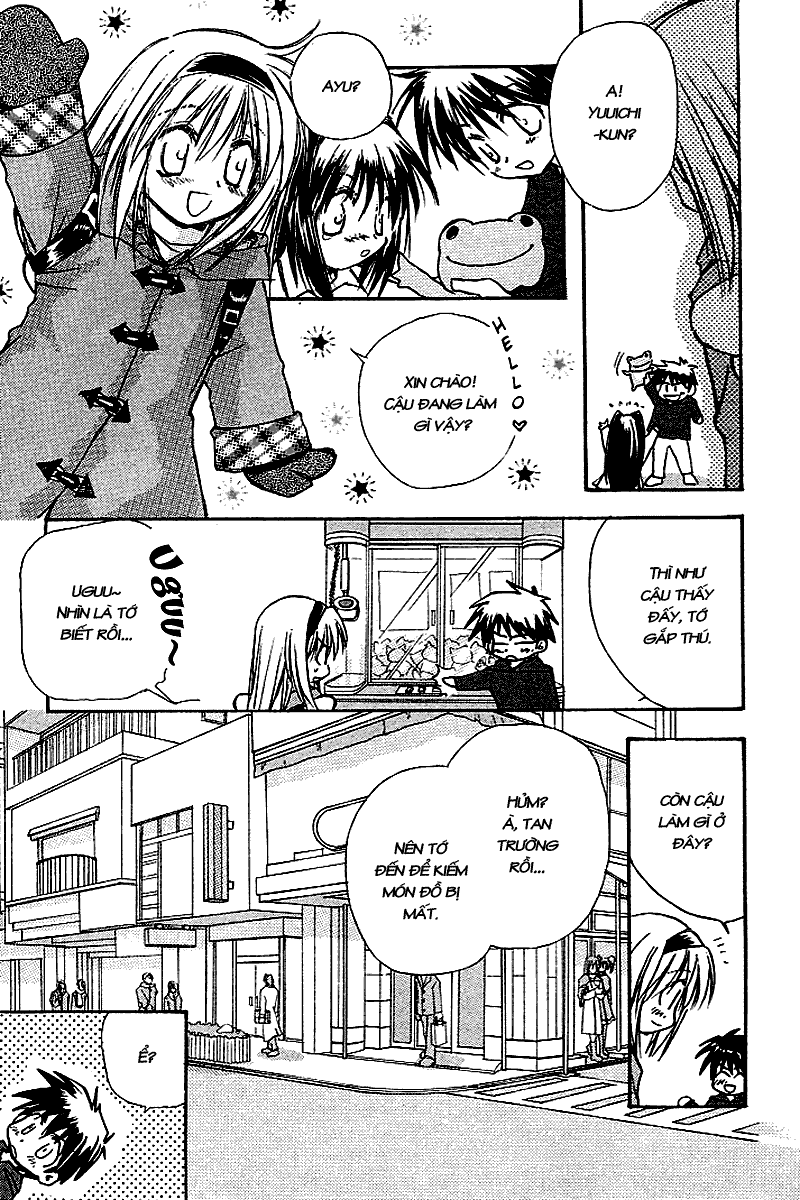 A!
YUUICHI
-KUN?
AYU?
HELLO♡
XIN CHÀO!
CẬU ĐANG LÀM
GÌ VẬY?
THÌ NHƯ
CẬU THẤY
ĐẤY, TỚ
GẮP THÚ.
Uguu~
UGUU~
NHÌN LÀ TỚ
BIẾT RỒI...
CÒN CẬU
LÀM GÌ Ở
ĐÂY?
HỬM?
À, TAN
TRƯỜNG
RỒI...
NÊN TỚ
ĐẾN ĐỂ KIẾM
MÓN ĐỒ BỊ
MẤT.
Ể?